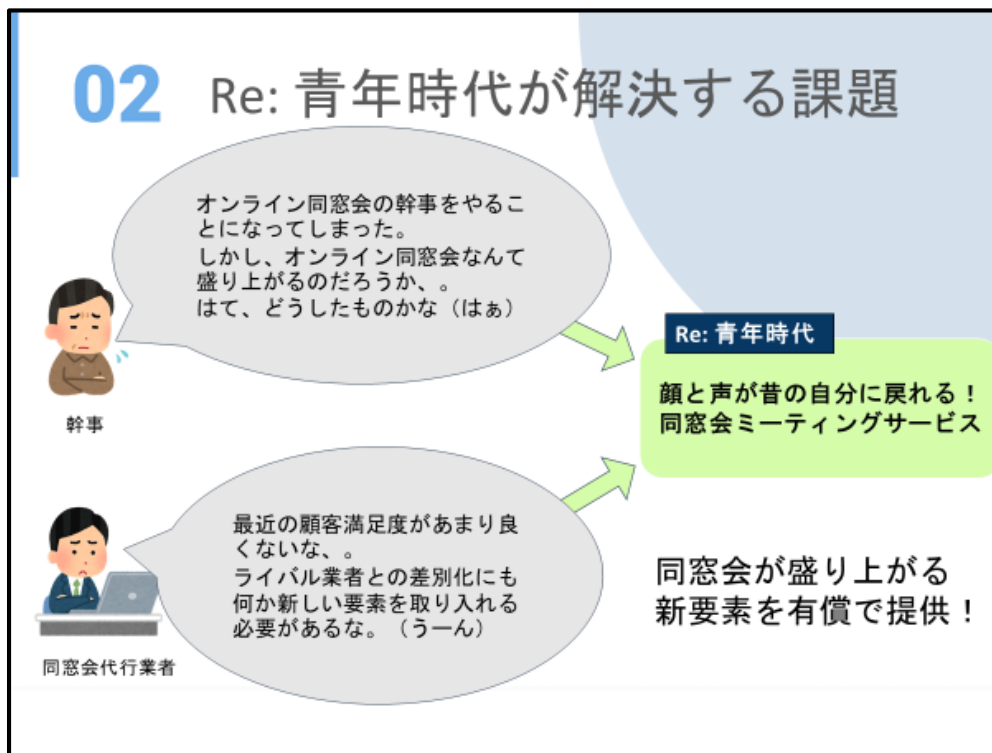 02 Re: 青年時代が解決する課題
オンライン同窓会の幹事をやるこ
とになってしまった。
しかし、オンライン同窓会なんて
盛り上がるのだろうか、。
はて、どうしたものかな（はぁ）
幹事
Re: 青年時代
顔と声が昔の自分に戻れる！
同窓会ミーティングサービス
最近の顧客満足度があまり良
くないな、。
ライバル業者との差別化にも
何か新しい要素を取り入れる
必要があるな。（うーん）
同窓会代行業者
同窓会が盛り上がる
新要素を有償で提供！